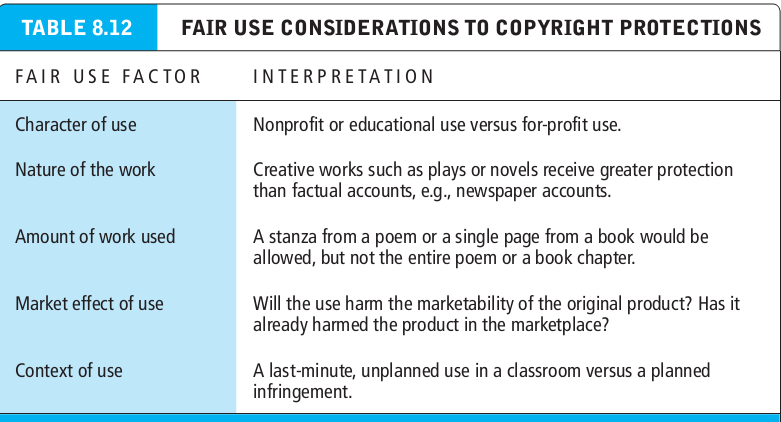 TABLE 8.12 FAIR USE CONSIDERATIONS TO COPYRIGHT PROTECTIONS
FAIR USE FACTOR INTERPRETATION
Character of use Nonprofit or educational use versus for-profit use.
Nature of the work Creative works such as plays or novels receive greater protection
than factual accounts, e.g., newspaper accounts.
Amount of work used A stanza from a poem or a single page from a book would be
allowed, but not the entire poem or a book chapter.
Market effect of use Will the use harm the marketability of the original product? Has it
already harmed the product in the marketplace?
Context of use A last-minute, unplanned use in a classroom versus a planned
infringement.